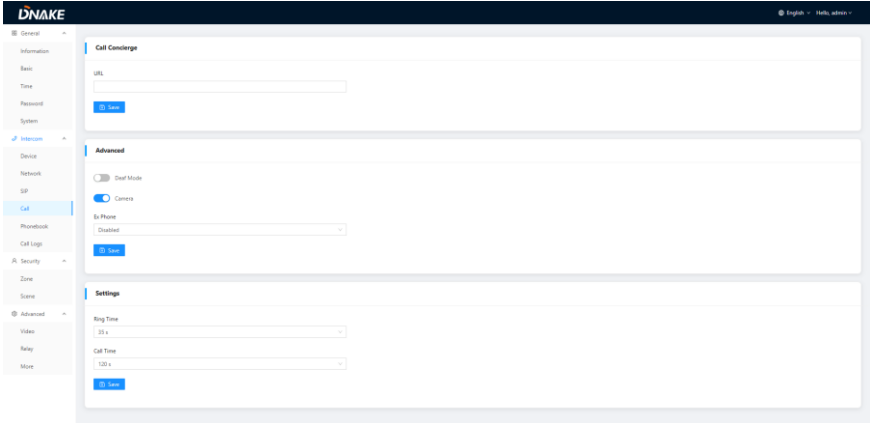 DNAKE
English Hello, admin
General
Information
Basic
Time
Password
System
Intercom
Device
Network
SIP
Call
Phonebook
Call Logs
Security
Zone
Scene
Advanced
Video
Relay
More
Call Concierge
URL
Save
Advanced
Deaf Mode
Camera
Ex Phone
Disabled
Save
Settings
Ring Time
35 s
Call Time
120 s
Save